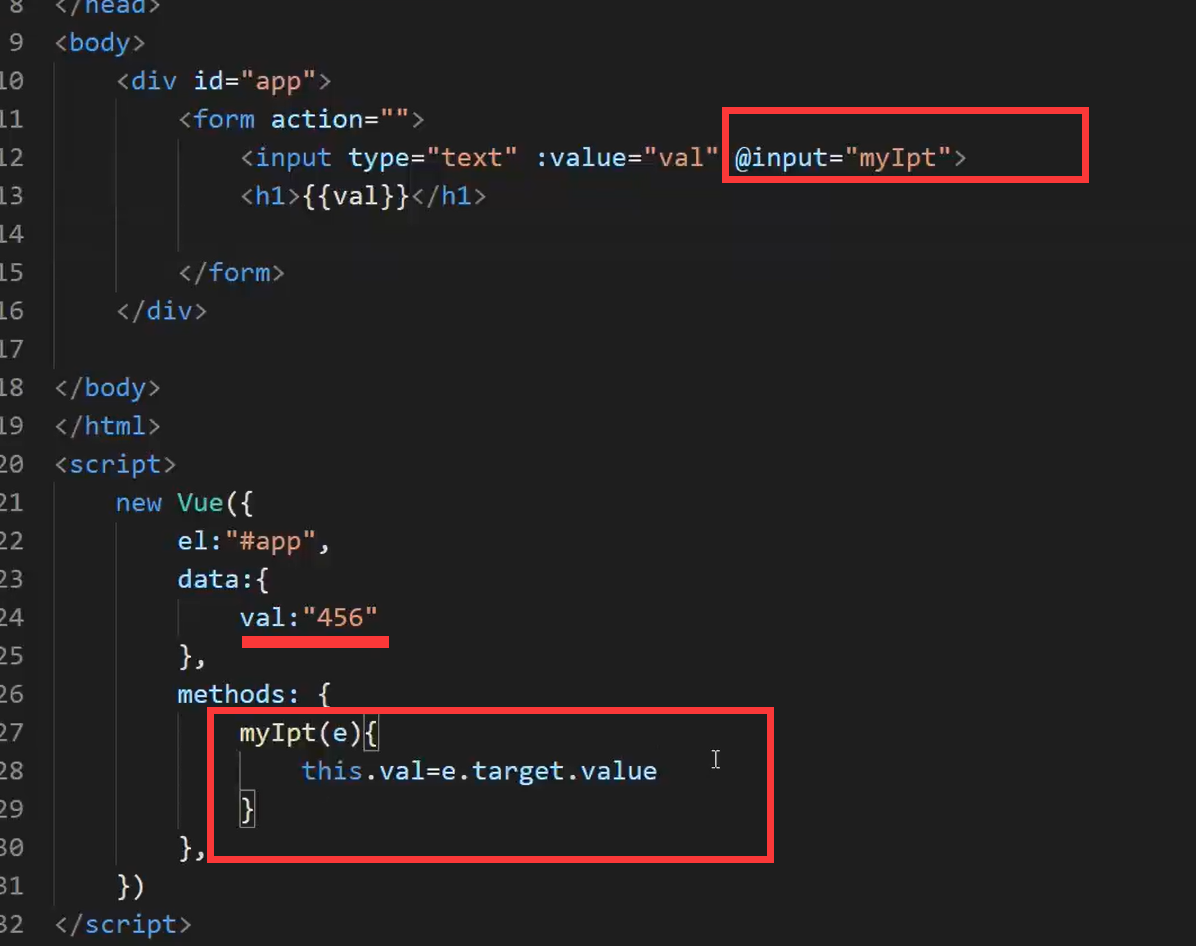 8 </head>
9 <body>
10 <div id="app">
11 <form action="">
12 <input type="text" :value="val" @input="myIpt">
13 <h1>{{val}}</h1>
14
15 </form>
16 </div>
17
18 </body>
19 </html>
20 <script>
21 new Vue({
22 el:"#app",
23 data:{
24 val:"456"
25 },
26 methods: {
27 myIpt(e){
28 this.val=e.target.value
29 }
30 },
31 })
32 </script>